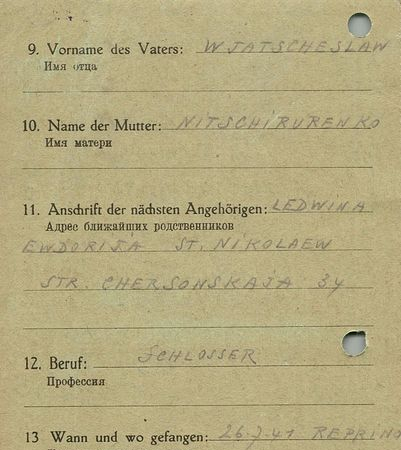 9. Vorname des Vaters: WJATSCHESLAW
Имя отца
10. Name der Mutter: NITSCHIRURENKO
Имя матери
11. Anschrift der nächsten Angehörigen: LEDWINA
Адрес ближайших родственников
EWDORIJA ST. NIKOLAEW
STR. CHERSONSKAJA 34
12. Beruf: SCHLOSSER
Профессия
13 Wann und wo gefangen: 26.7.41 REPRINO